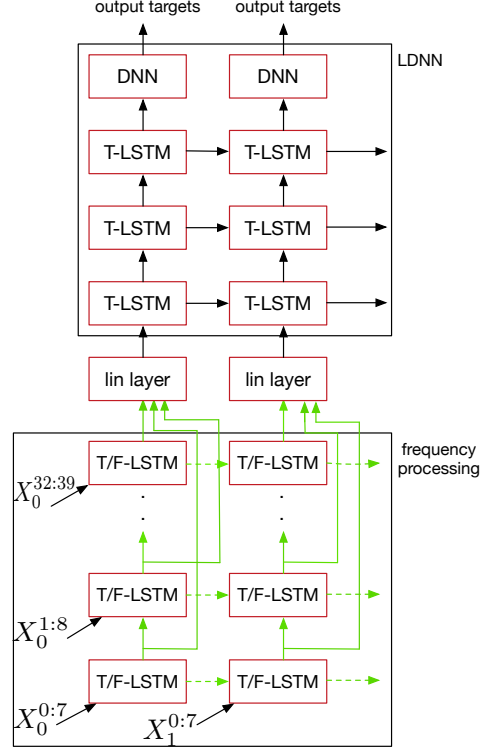 output targets output targets
LDNN
DNN DNN
T-LSTM T-LSTM
T-LSTM T-LSTM
T-LSTM T-LSTM
lin layer lin layer
frequency
processing
T/F-LSTM T/F-LSTM
X_0^{32:39}
T/F-LSTM T/F-LSTM
X_0^{1:8}
T/F-LSTM T/F-LSTM
X_0^{0:7} X_1^{0:7}